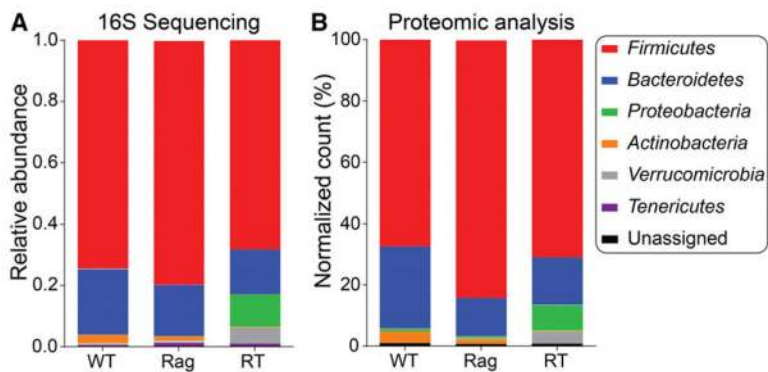 A 16S Sequencing
Relative abundance
1.0
0.8
0.6
0.4
0.2
0.0
WT Rag RT
B Proteomic analysis
Normalized count (%)
100
80
60
40
20
0
WT Rag RT
Firmicutes
Bacteroidetes
Proteobacteria
Actinobacteria
Verrucomicrobia
Tenericutes
Unassigned